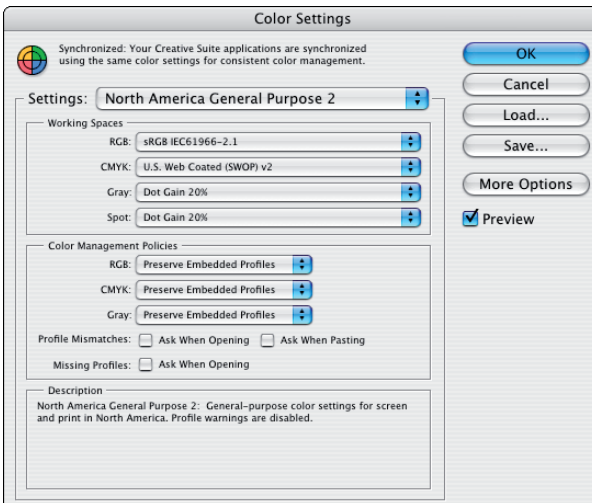 Color Settings
Synchronized: Your Creative Suite applications are synchronized
using the same color settings for consistent color management.
OK
Cancel
Load...
Save...
More Options
Preview
Settings: North America General Purpose 2
Working Spaces
RGB: sRGB IEC61966-2.1
CMYK: U.S. Web Coated (SWOP) v2
Gray: Dot Gain 20%
Spot: Dot Gain 20%
Color Management Policies
RGB: Preserve Embedded Profiles
CMYK: Preserve Embedded Profiles
Gray: Preserve Embedded Profiles
Profile Mismatches: Ask When Opening Ask When Pasting
Missing Profiles: Ask When Opening
Description
North America General Purpose 2: General-purpose color settings for screen
and print in North America. Profile warnings are disabled.